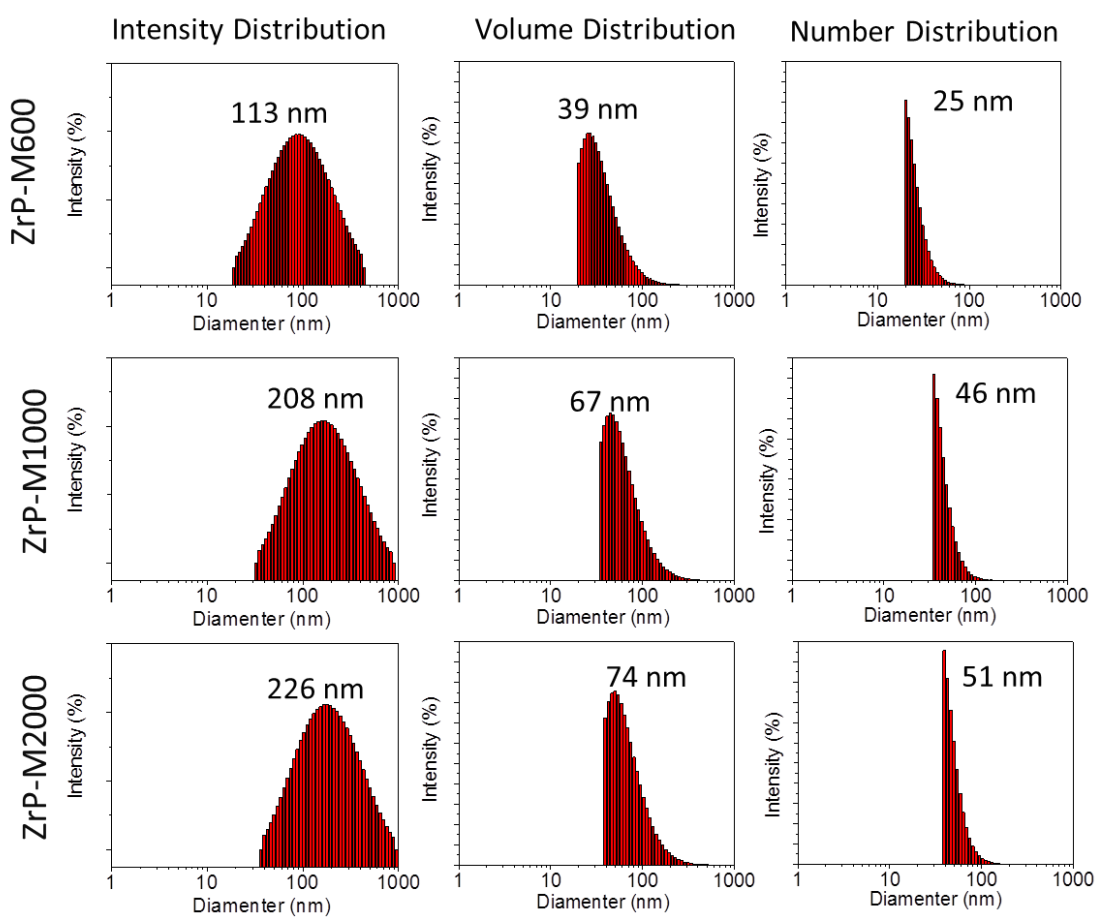 Intensity Distribution
Volume Distribution
Number Distribution
ZrP-M600
Intensity (%)
113 nm
1 10 100 1000
Diamenter (nm)
Intensity (%)
39 nm
1 10 100 1000
Diamenter (nm)
Intensity (%)
25 nm
1 10 100 1000
Diamenter (nm)
ZrP-M1000
Intensity (%)
208 nm
1 10 100 1000
Diamenter (nm)
Intensity (%)
67 nm
1 10 100 1000
Diamenter (nm)
Intensity (%)
46 nm
1 10 100 1000
Diamenter (nm)
ZrP-M2000
Intensity (%)
226 nm
1 10 100 1000
Diamenter (nm)
Intensity (%)
74 nm
1 10 100 1000
Diamenter (nm)
Intensity (%)
51 nm
1 10 100 1000
Diamenter (nm)